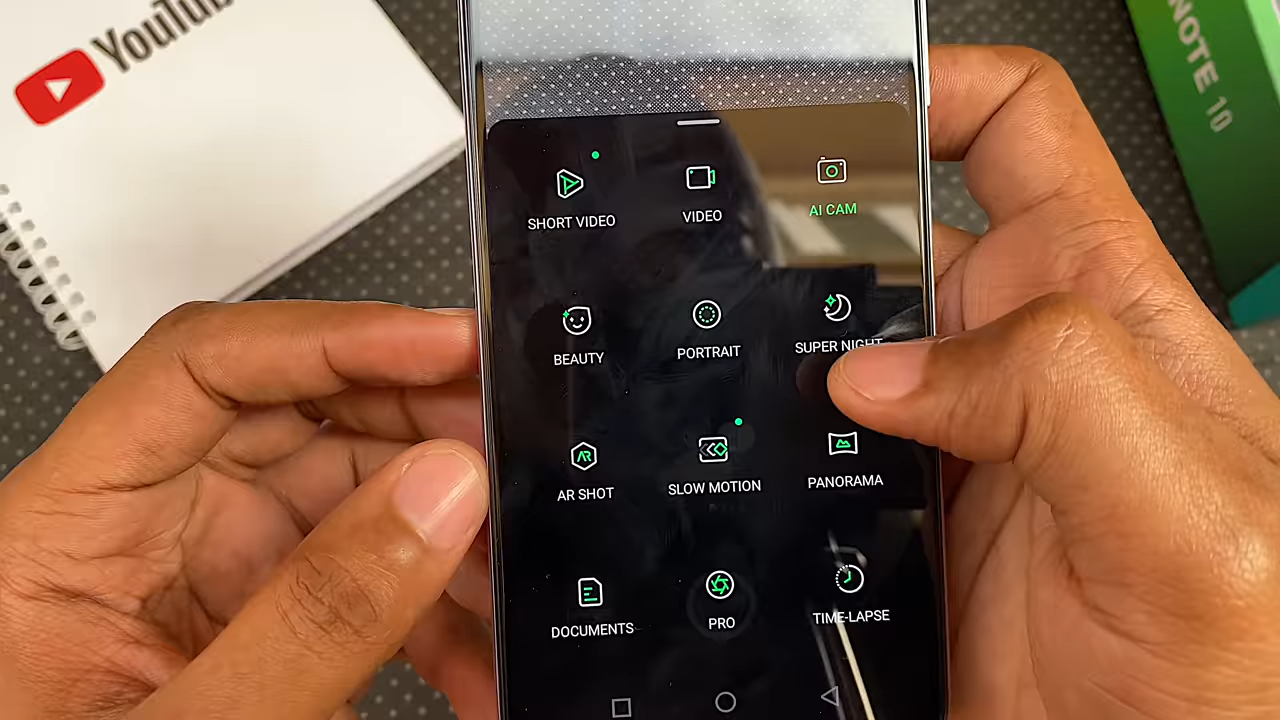 YouTube
NOTE 10
SHORT VIDEO
VIDEO
AI CAM
BEAUTY
PORTRAIT
SUPER NIGHT
AR SHOT
SLOW MOTION
PANORAMA
DOCUMENTS
PRO
TIME-LAPSE